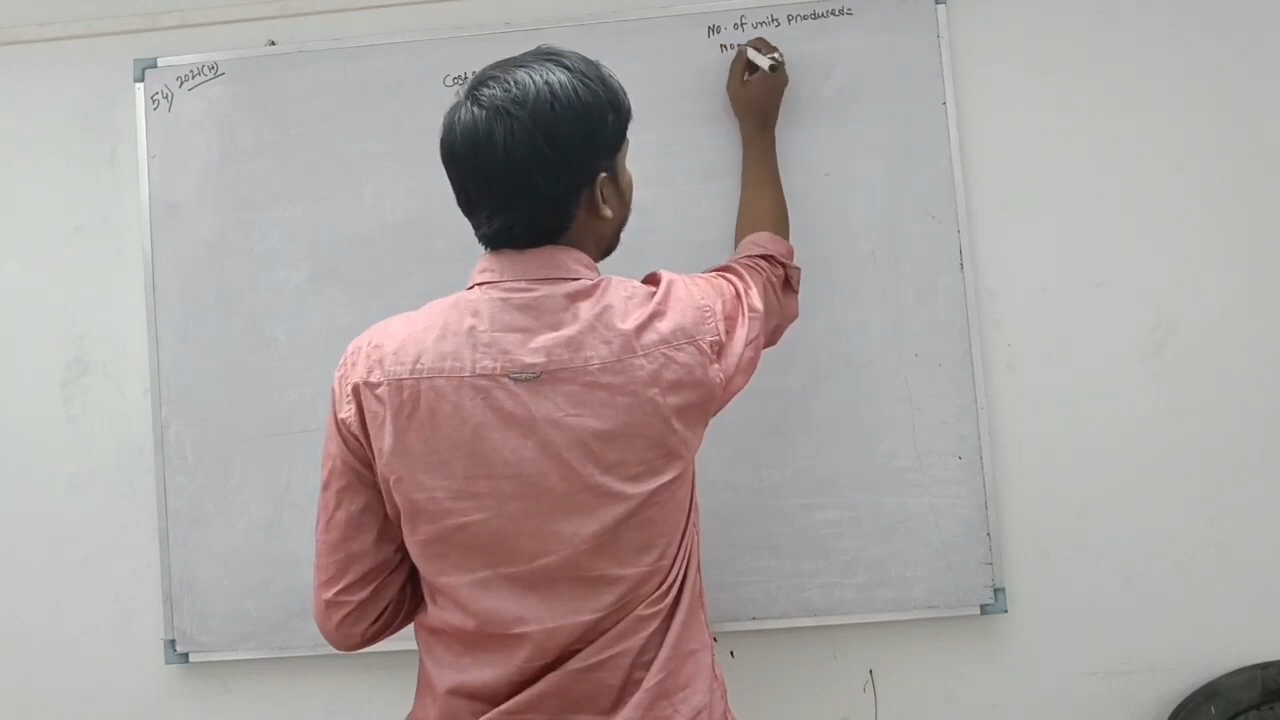 No. of units produced=
No.
2021(H)
54)
Cost